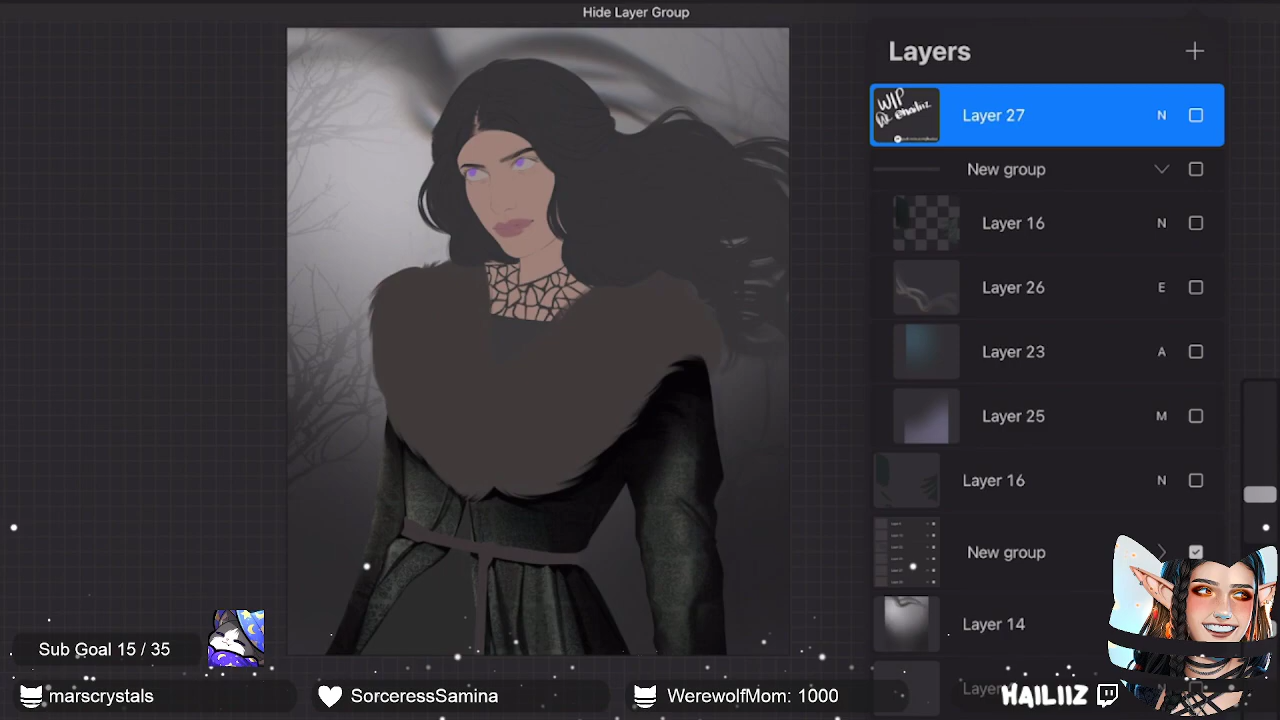 Hide Layer Group
Layers
WIP
Layer 27
N
New group
Layer 16
N
Layer 26
E
Layer 23
A
Layer 25
M
Layer 16
N
New group
Layer 14
Sub Goal 15 / 35
marscrystals
SorceressSamina
WerewolfMom: 1000
HAILIIZ